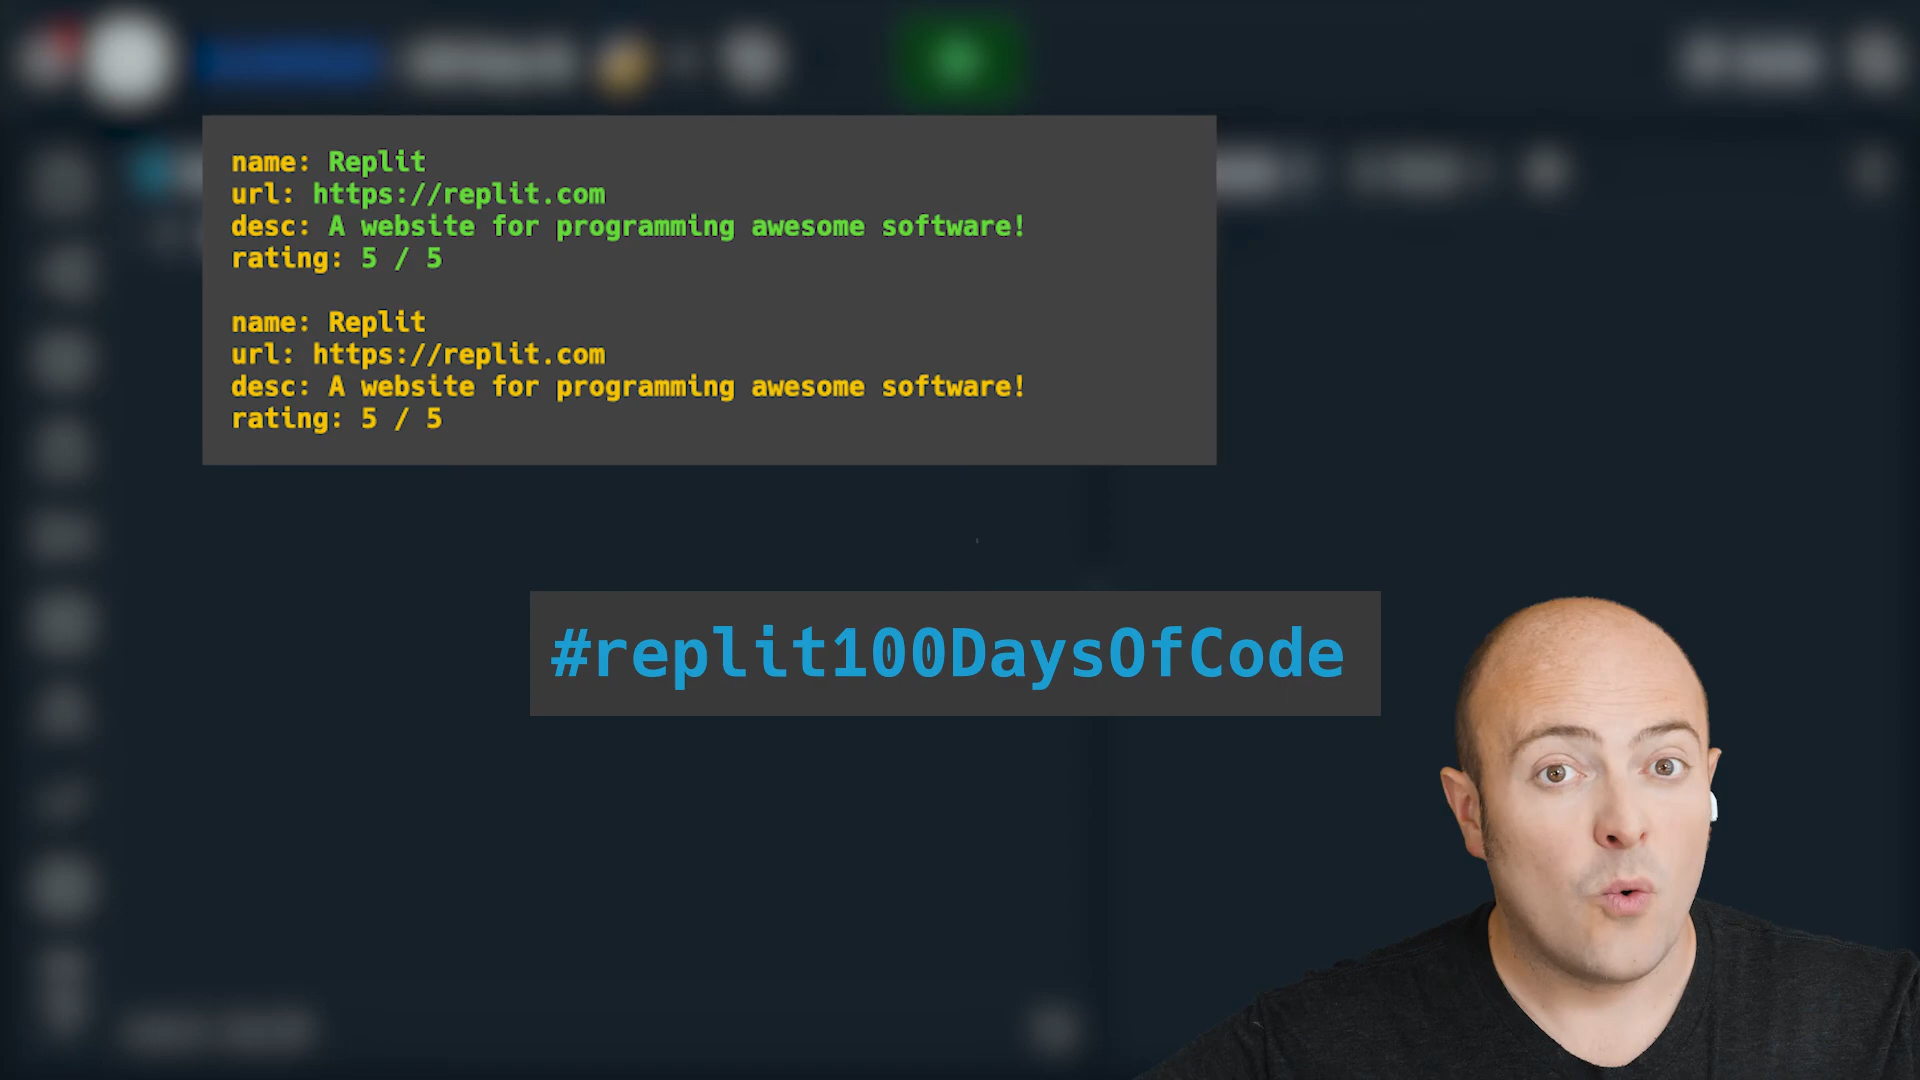 name: Replit
url: https://replit.com
desc: A website for programming awesome software!
rating: 5 / 5
name: Replit
url: https://replit.com
desc: A website for programming awesome software!
rating: 5 / 5
#replit100DaysOfCode